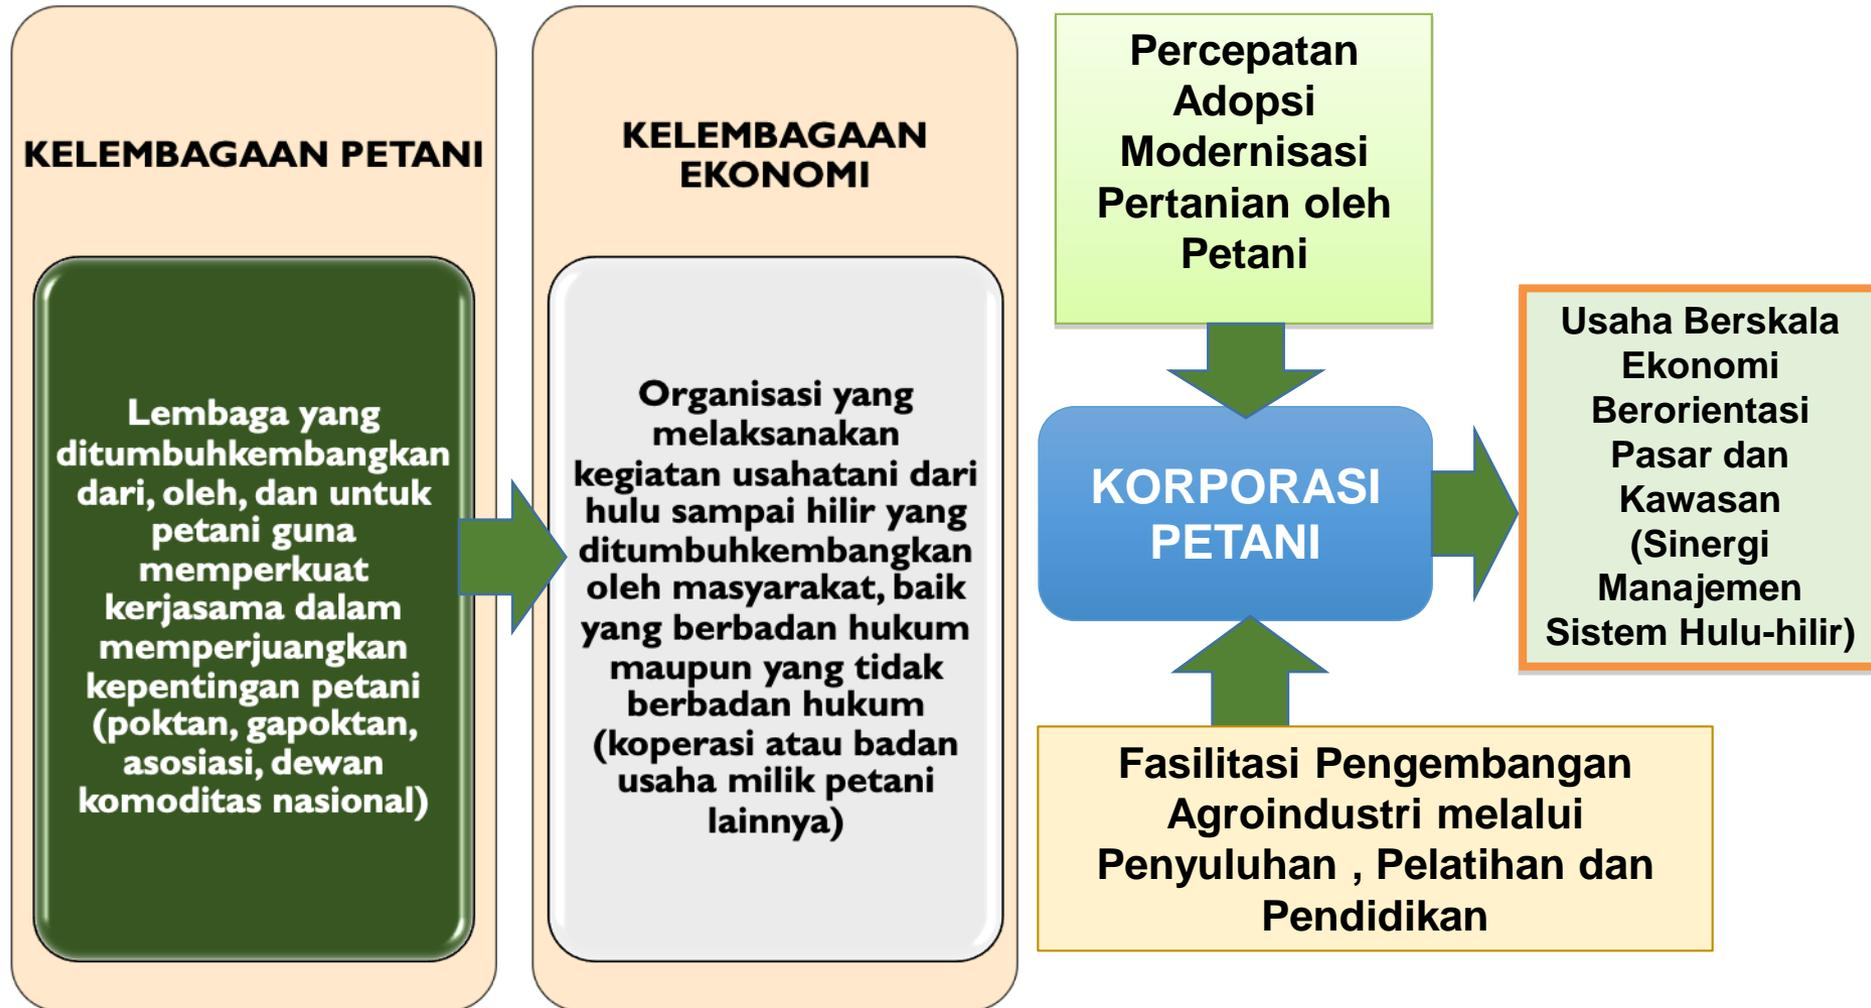 KELEMBAGAAN PETANI
Lembaga yang
ditumbuhkembangkan
dari, oleh, dan untuk
petani guna
memperkuat
kerjasama dalam
memperjuangkan
kepentingan petani
(poktan, gapoktan,
asosiasi, dewan
komoditas nasional)
KELEMBAGAAN
EKONOMI
Organisasi yang
melaksanakan
kegiatan usahatani dari
hulu sampai hilir yang
ditumbuhkembangkan
oleh masyarakat, baik
yang berbadan hukum
maupun yang tidak
berbadan hukum
(koperasi atau badan
usaha milik petani
lainnya)
Percepatan
Adopsi
Modernisasi
Pertanian oleh
Petani
KORPORASI
PETANI
Fasilitasi Pengembangan
Agroindustri melalui
Penyuluhan , Pelatihan dan
Pendidikan
Usaha Berskala
Ekonomi
Berorientasi
Pasar dan
Kawasan
(Sinergi
Manajemen
Sistem Hulu-hilir)